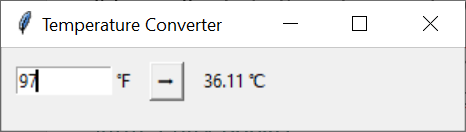 Temperature Converter
97 °F ➞ 36.11 ℃